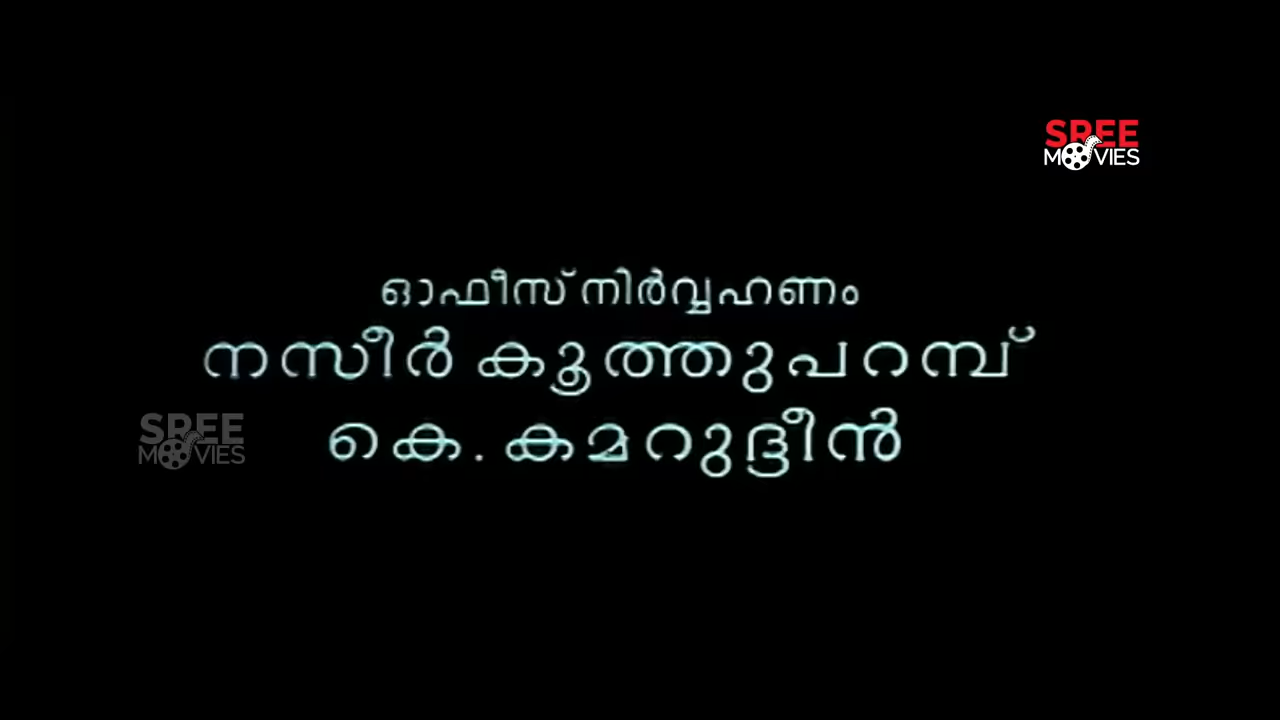 SREE
MOVIES
ഓഫീസ് നിർവ്വഹണം
നസീർ കൂത്തുപറമ്പ്
കെ. കമറുദ്ദീൻ
SREE
MOVIES